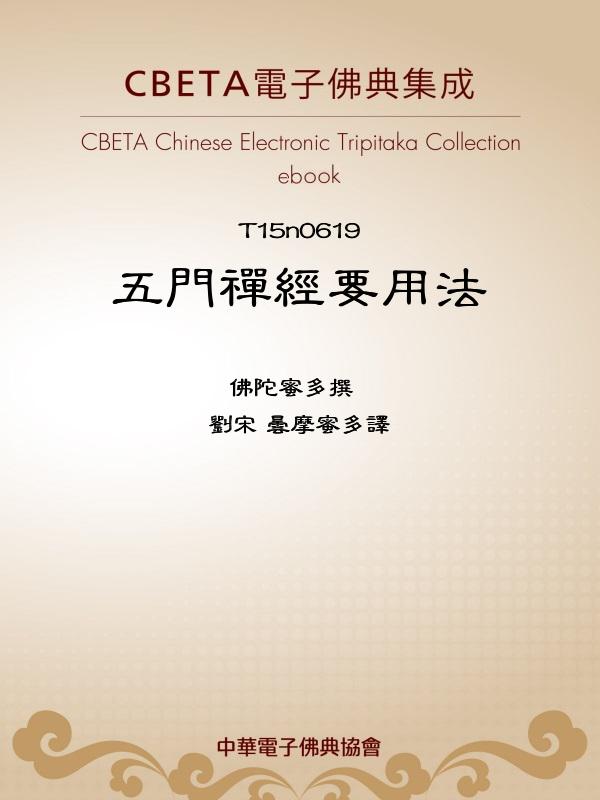 CBETA電子佛典集成
CBETA Chinese Electronic Tripitaka Collection
ebook
T15n0619
五門禪經要用法
佛陀蜜多撰
劉宋 曇摩蜜多譯
中華電子佛典協會